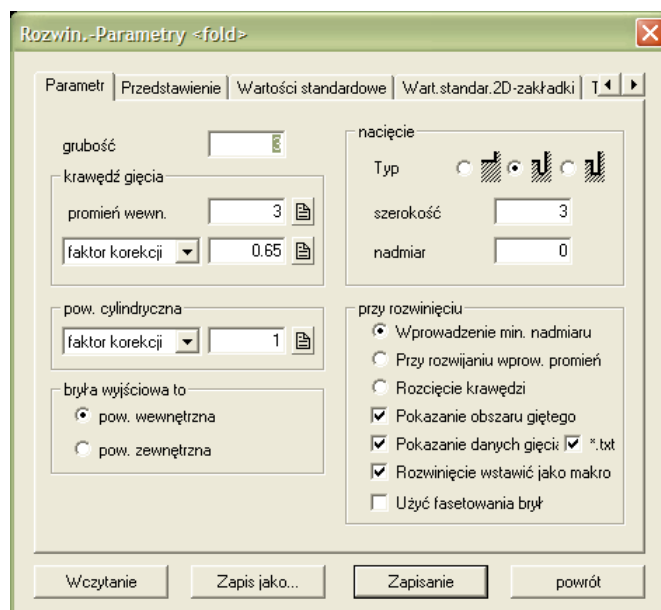 Rozwin.-Parametry <fold>
Parametr Przedstawienie Wartości standardowe Wart.standar.2D-zakładki T
grubość 3
krawędź gięcia
promień wewn. 3
faktor korekcji 0.65
pow. cylindryczna
faktor korekcji 1
bryła wyjściowa to
pow. wewnętrzna
pow. zewnętrzna
nacięcie
Typ
szerokość 3
nadmiar 0
przy rozwinięciu
Wprowadzenie min. nadmiaru
Przy rozwijaniu wprow. promień
Rozcięcie krawędzi
Pokazanie obszaru giętego
Pokazanie danych gięcia *.txt
Rozwinięcie wstawić jako makro
Użyć fasetowania brył
Wczytanie Zapis jako... Zapisanie powrót